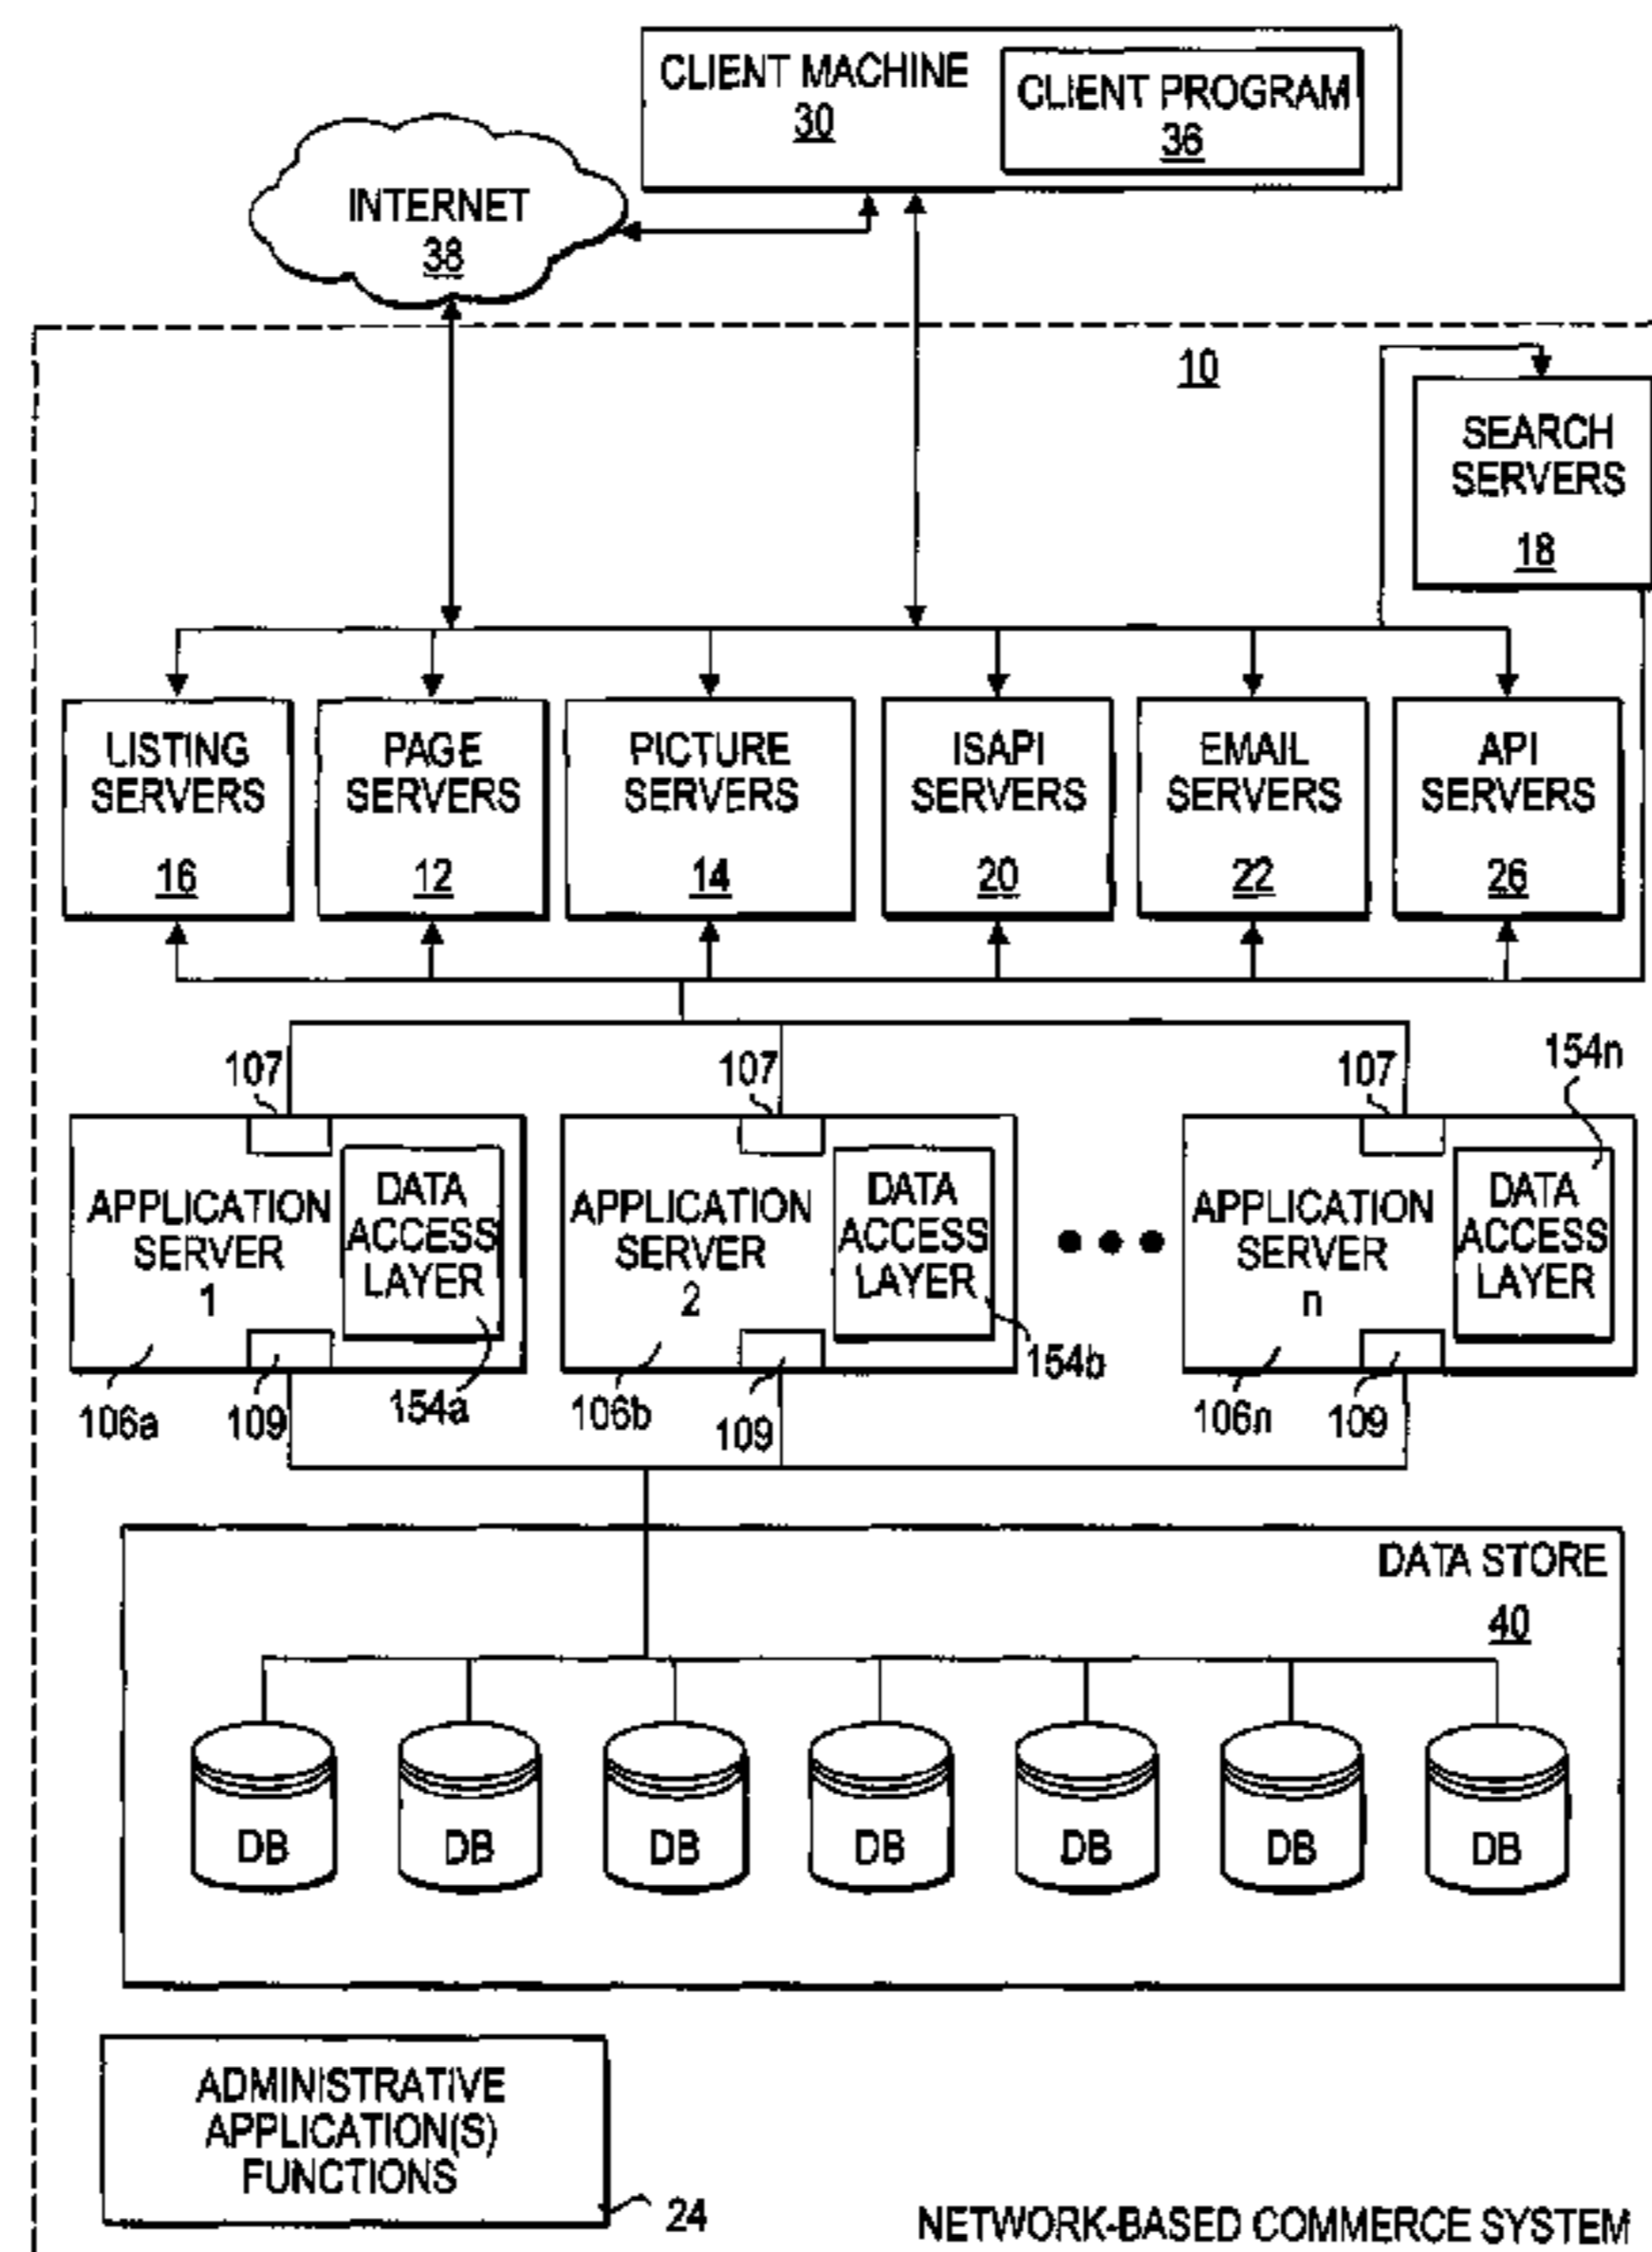 CLIENT MACHINE
30
CLIENT PROGRAM
36
INTERNET
38
10
SEARCH
SERVERS
18
LISTING
SERVERS
16
PAGE
SERVERS
12
PICTURE
SERVERS
14
ISAPI
SERVERS
20
EMAIL
SERVERS
22
API
SERVERS
26
107
107
107
154n
APPLICATION
SERVER
1
DATA
ACCESS
LAYER
APPLICATION
SERVER
2
DATA
ACCESS
LAYER
APPLICATION
SERVER
n
DATA
ACCESS
LAYER
106a
109
154a
106b
109
154b
106n
109
DATA STORE
40
DB
DB
DB
DB
DB
DB
DB
ADMINISTRATIVE
APPLICATION(S)
FUNCTIONS
24
NETWORK-BASED COMMERCE SYSTEM